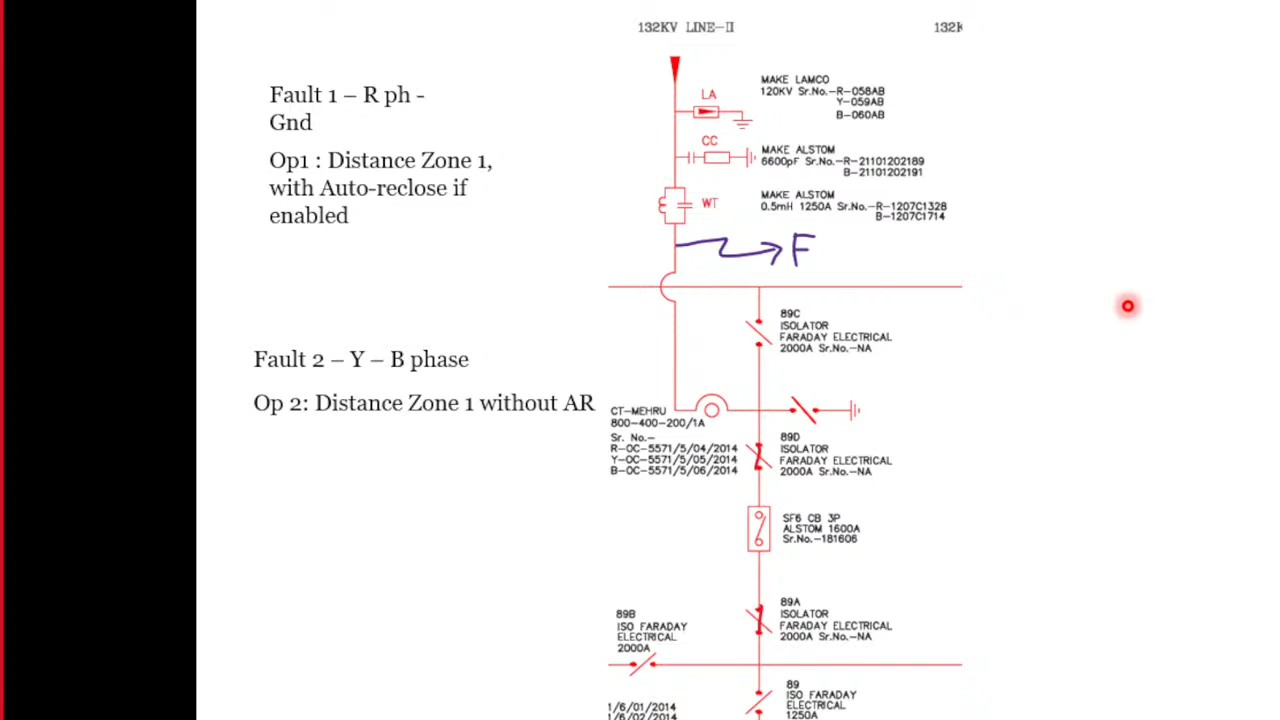 132KV LINE-II
132K
Fault 1 – R ph -
Gnd
Op1 : Distance Zone 1,
with Auto-reclose if
enabled
Fault 2 – Y – B phase
Op 2: Distance Zone 1 without AR
LA
MAKE LAMCO
120KV Sr.No.-R-058AB
Y-059AB
B-060AB
CC
MAKE ALSTOM
6600pF Sr.No.-R-21101202189
B-21101202191
WT
MAKE ALSTOM
0.5mH 1250A Sr.No.-R-1207C1328
B-1207C1714
F
89C
ISOLATOR
FARADAY ELECTRICAL
2000A Sr.No.-NA
CT-MEHRU
800-400-200/1A
Sr. No.-
R-OC-5571/5/04/2014
Y-OC-5571/5/05/2014
B-OC-5571/5/06/2014
89D
ISOLATOR
FARADAY ELECTRICAL
2000A Sr.No.-NA
SF6 CB 3P
ALSTOM 1600A
Sr.No.-181606
89A
ISOLATOR
FARADAY ELECTRICAL
2000A Sr.No.-NA
89B
ISO FARADAY
ELECTRICAL
2000A
89
ISO FARADAY
ELECTRICAL
1250A
1/6/01/2014
1/6/02/2014